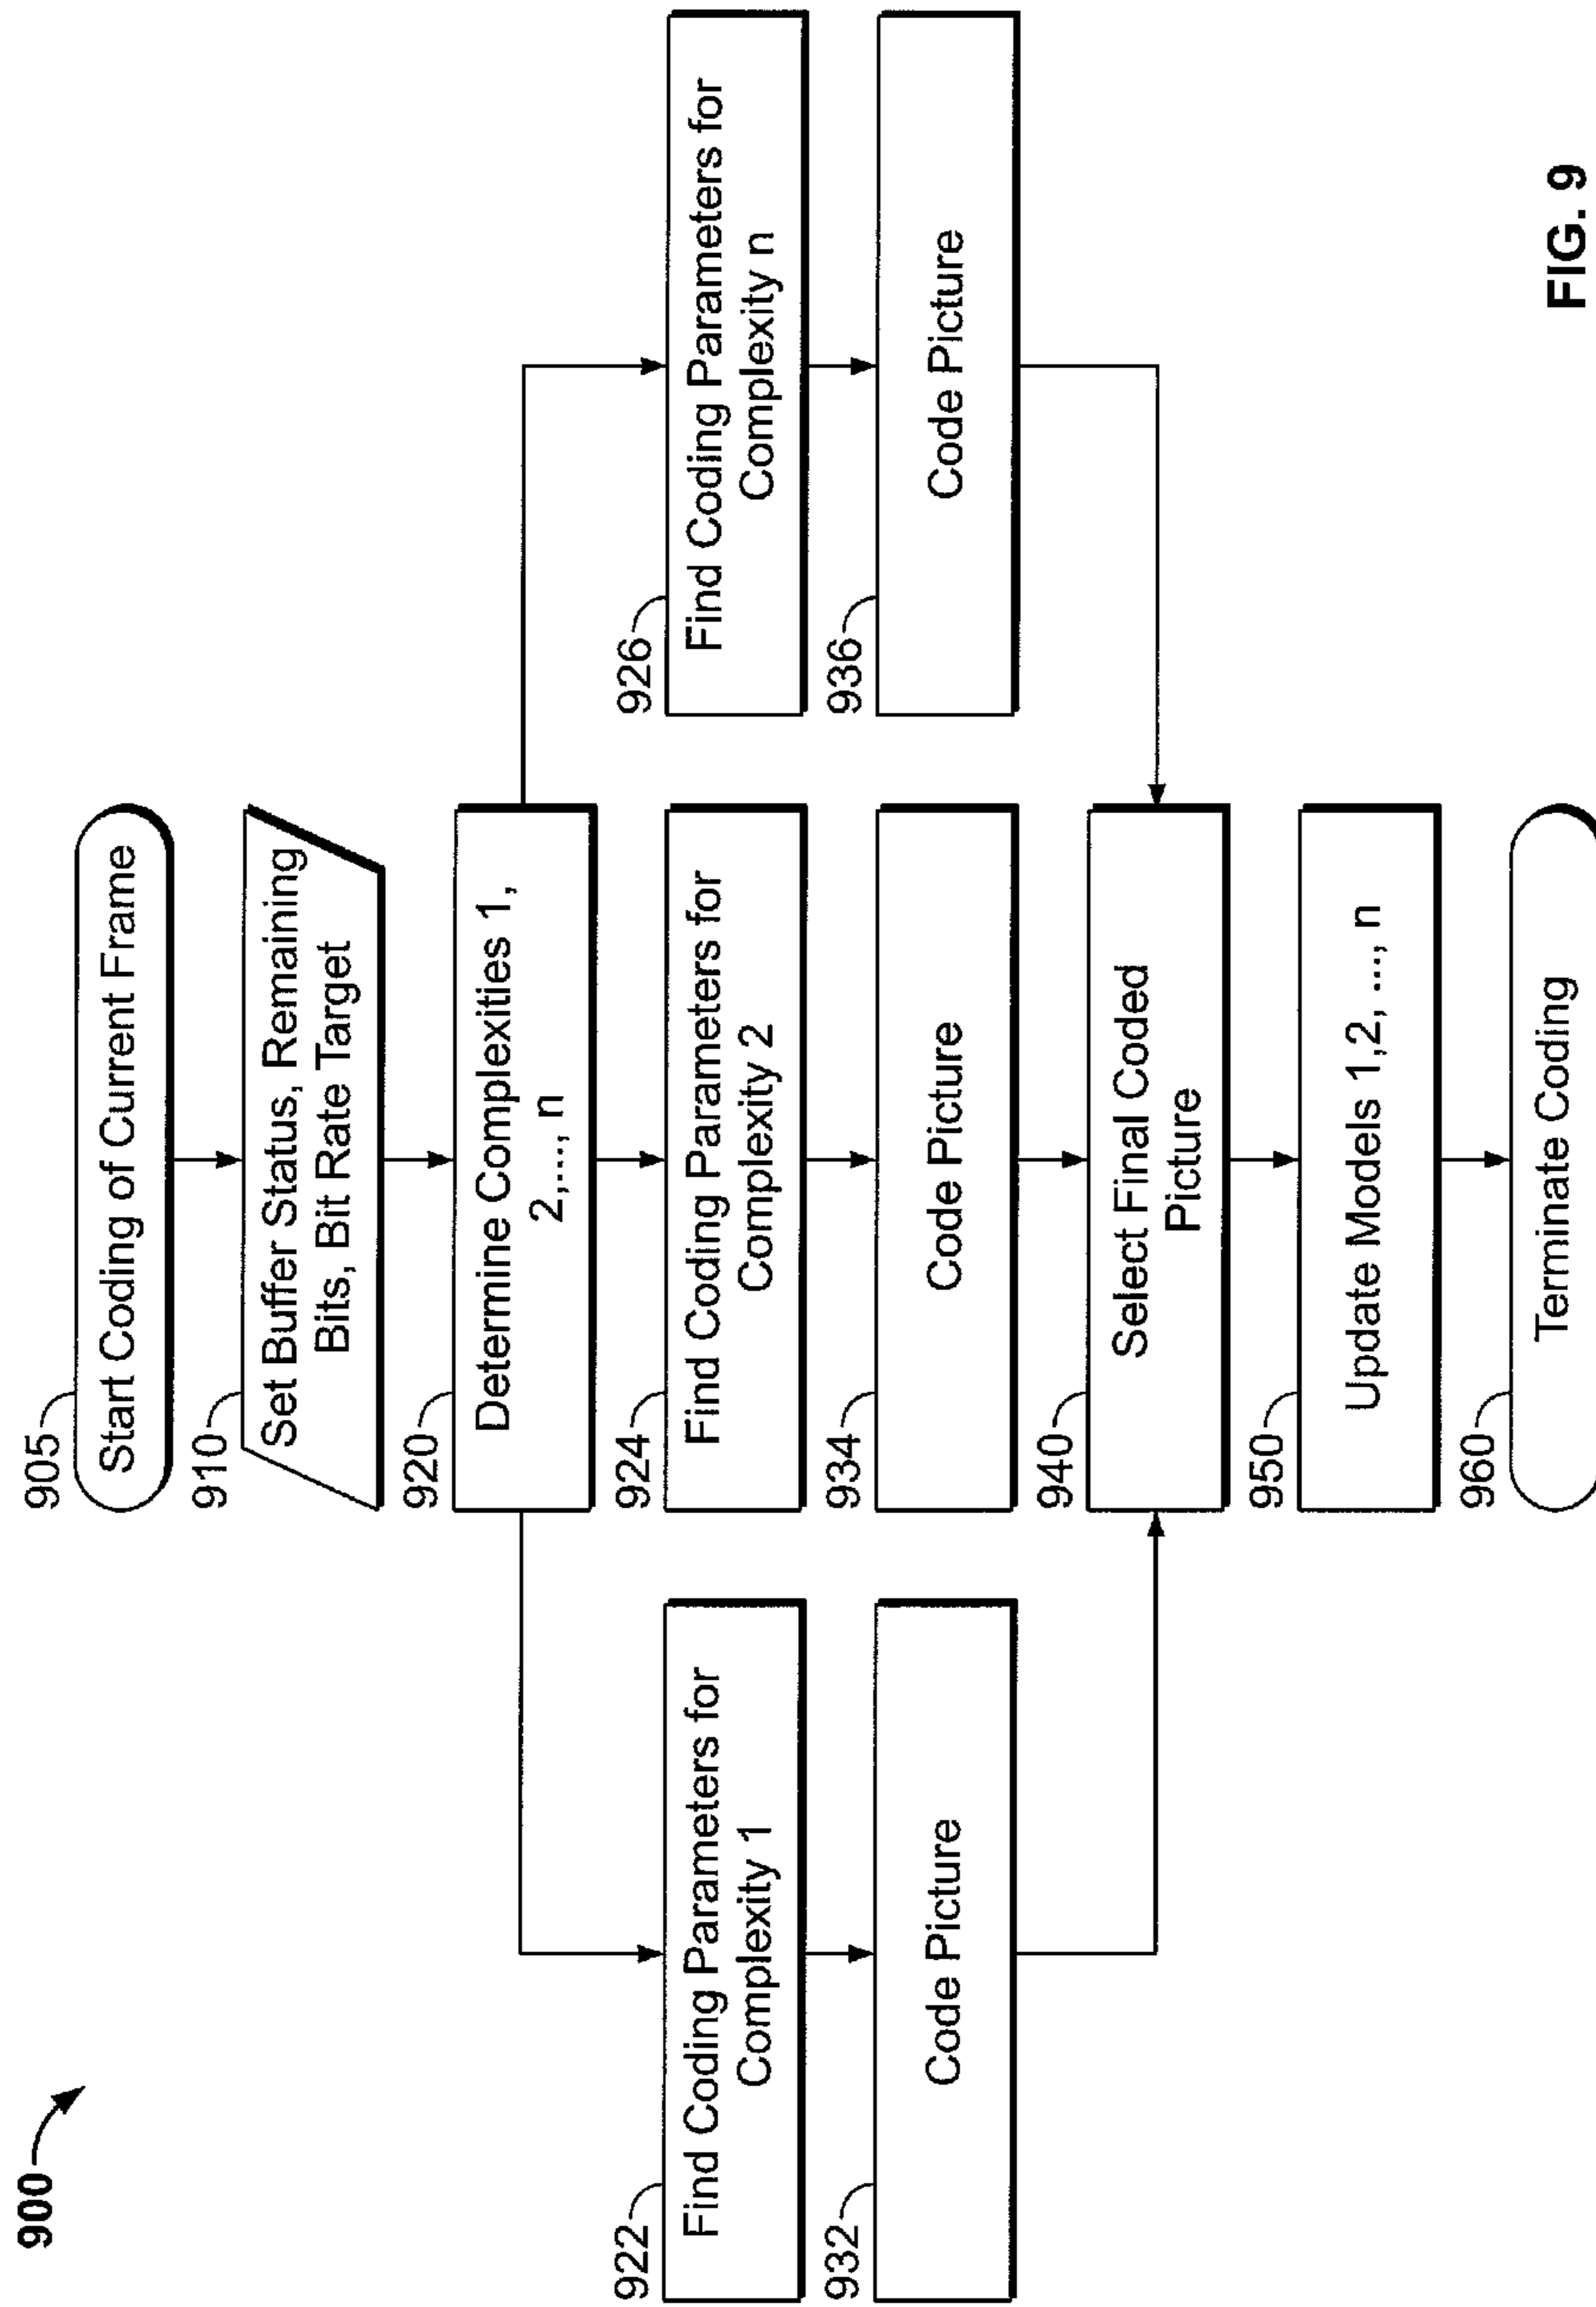 900
905
Start Coding of Current Frame
910
Set Buffer Status, Remaining
Bits, Bit Rate Target
920
Determine Complexities 1,
2,..., n
922
Find Coding Parameters for
Complexity 1
924
Find Coding Parameters for
Complexity 2
926
Find Coding Parameters for
Complexity n
932
Code Picture
934
Code Picture
936
Code Picture
940
Select Final Coded
Picture
950
Update Models 1,2, ..., n
960
Terminate Coding
FIG. 9